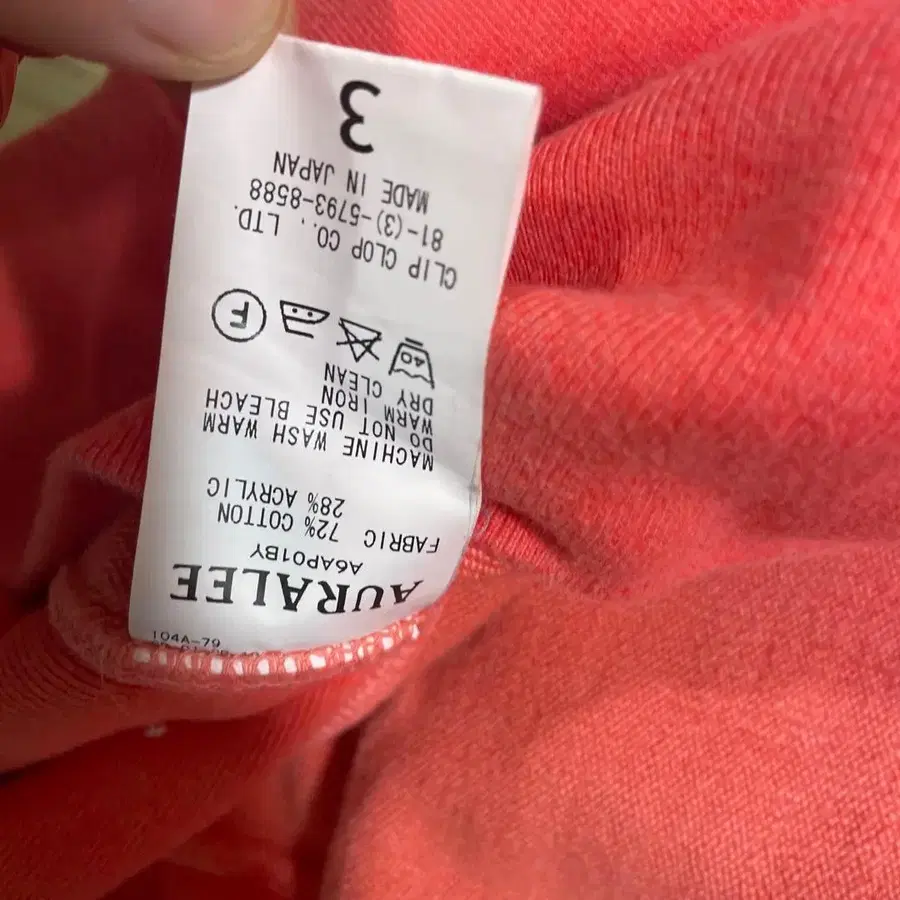 AURALEE
A6AP01BY
FABRIC 72% COTTON
28% ACRYLIC
MACHINE WASH WARM
DO NOT USE BLEACH
WARM IRON
DRY CLEAN
40
F
CLIP CLOP CO., LTD.
81-(3)-5793-8588
MADE IN JAPAN
3
104A-79